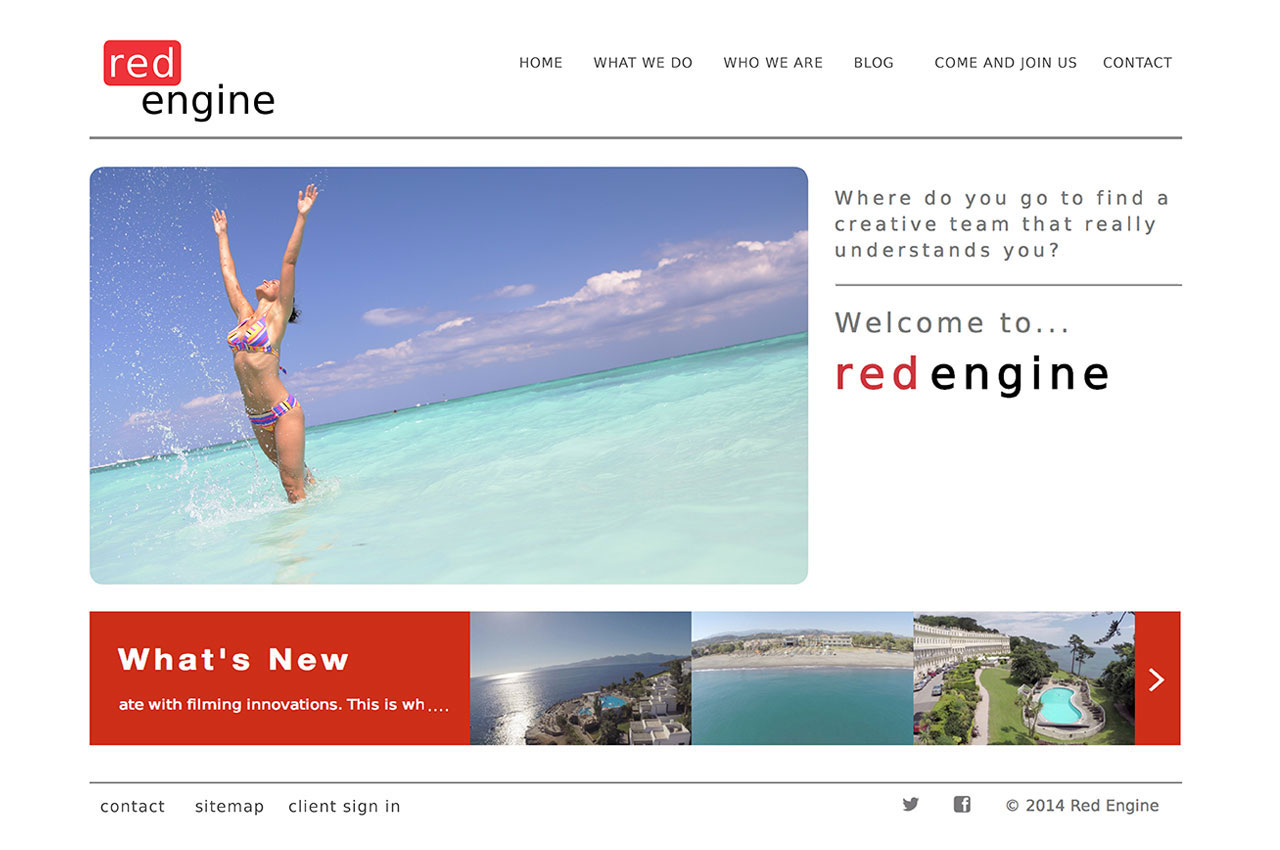 red
engine
HOME WHAT WE DO WHO WE ARE BLOG COME AND JOIN US CONTACT
Where do you go to find a
creative team that really
understands you?
Welcome to...
red engine
What's New
ate with filming innovations. This is wh....
contact sitemap client sign in © 2014 Red Engine